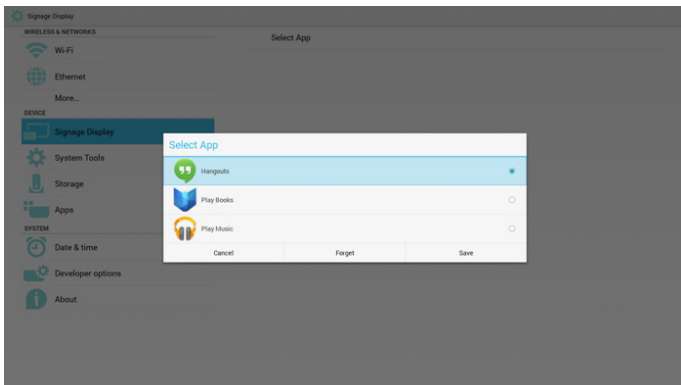 Signage Display
WIRELESS & NETWORKS
Select App
Wi-Fi
Ethernet
More...
DEVICE
Signage Display
System Tools
Storage
Apps
SYSTEM
Date & time
Developer options
About
Select App
Hangouts
Play Books
Play Music
Cancel Forget Save